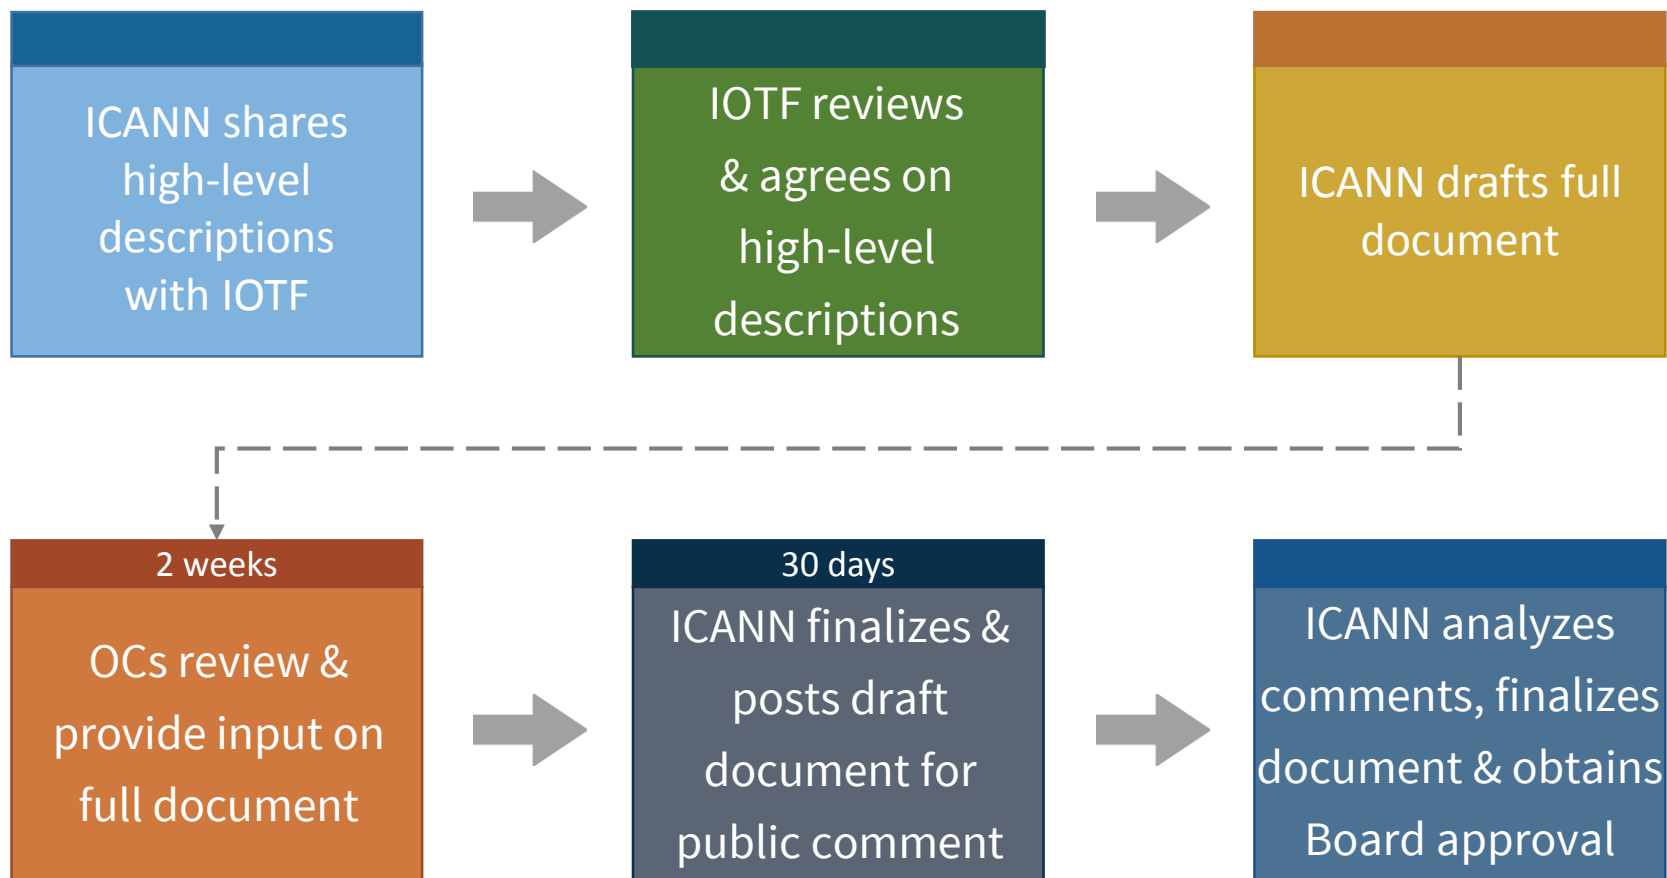 ICANN shares
high-level
descriptions
with IOTF
IOTF reviews
& agrees on
high-level
descriptions
ICANN drafts full
document
2 weeks
OCs review &
provide input on
full document
30 days
ICANN finalizes &
posts draft
document for
public comment
ICANN analyzes
comments, finalizes
document & obtains
Board approval